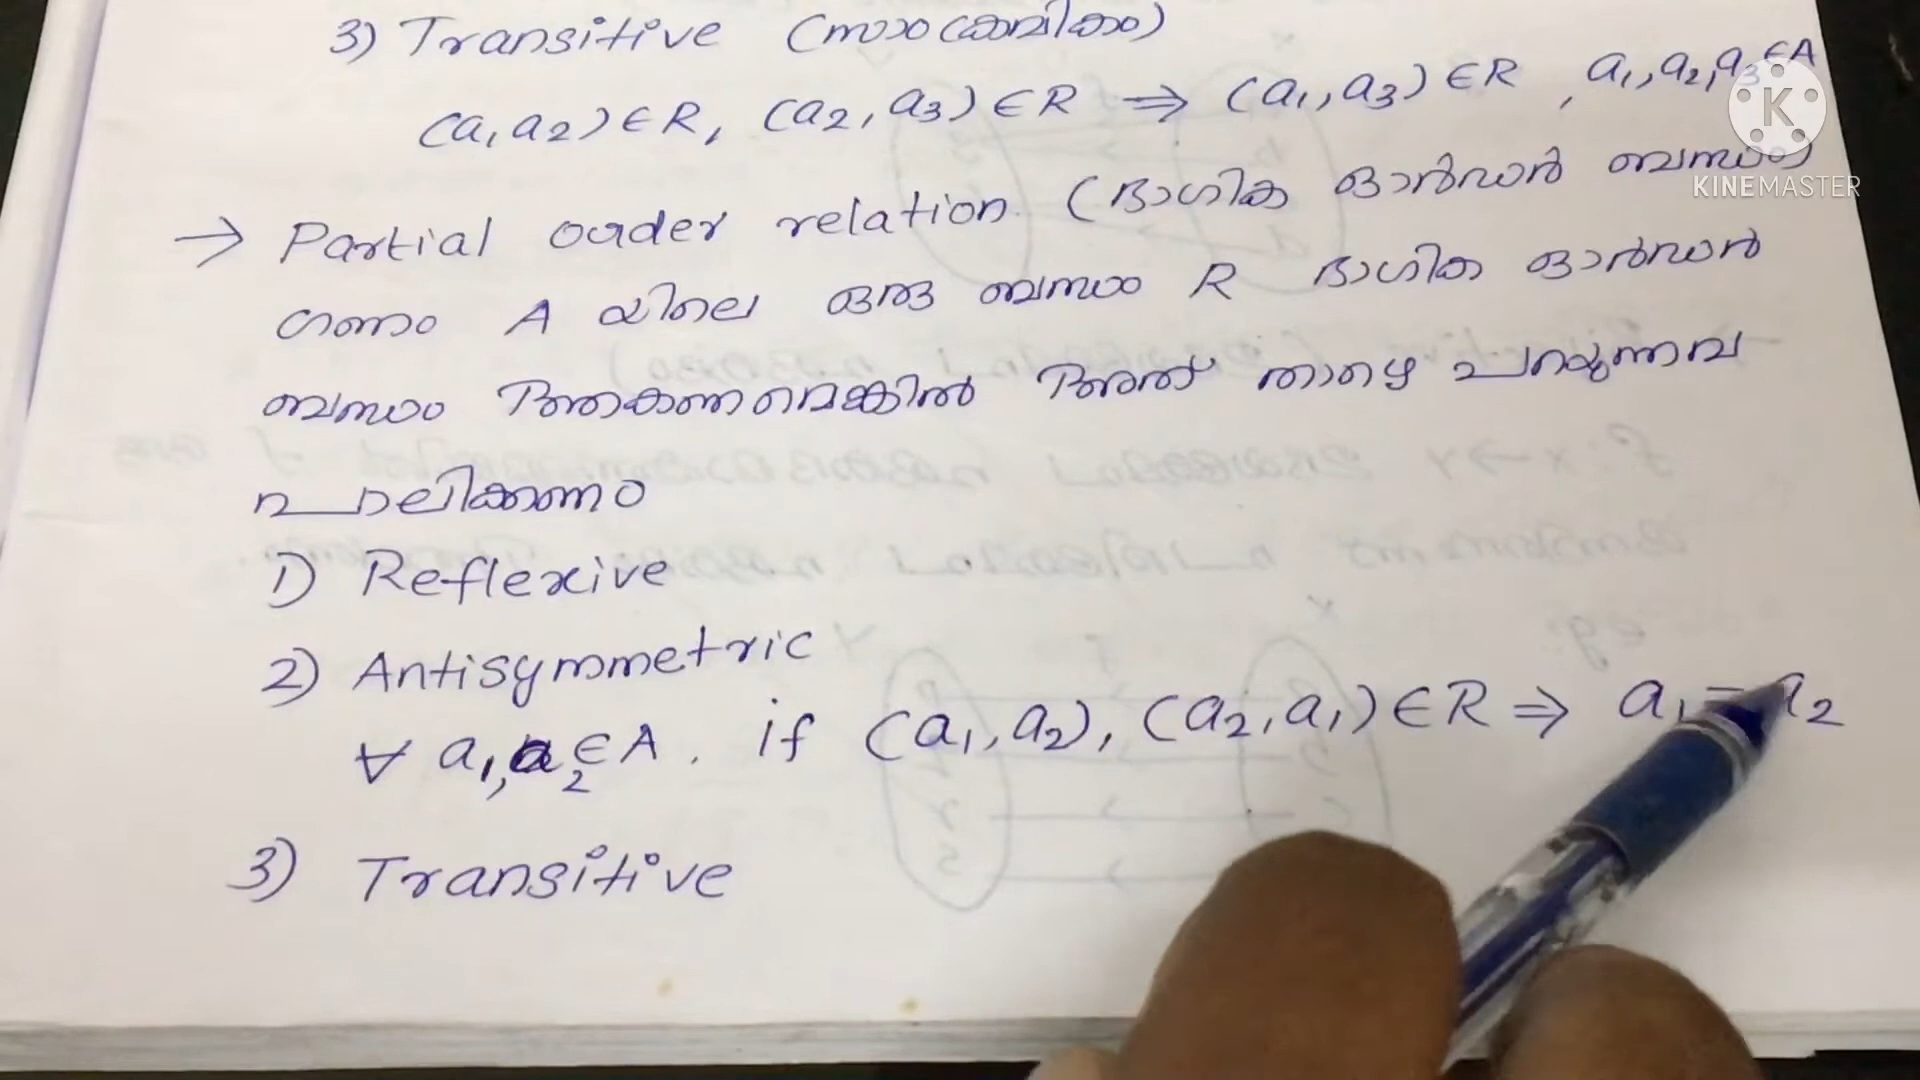 3) Transitive (സാംക്രമികം)
(a₁,a₂)∈R, (a₂,a₃)∈R ⇒ (a₁,a₃)∈R , a₁,a₂,a₃∈A
→ Partial order relation (ഭാഗിക ഓർഡർ ബന്ധം)
ഗണം A യിലെ ഒരു ബന്ധം R ഭാഗിക ഓർഡർ
ബന്ധം ആകണമെങ്കിൽ അത് താഴെ പറയുന്നവ
പാലിക്കണം
1) Reflexive
2) Antisymmetric
∀ a₁,a₂∈A. if (a₁,a₂),(a₂,a₁)∈R ⇒ a₁=a₂
3) Transitive
K
KINEMASTER